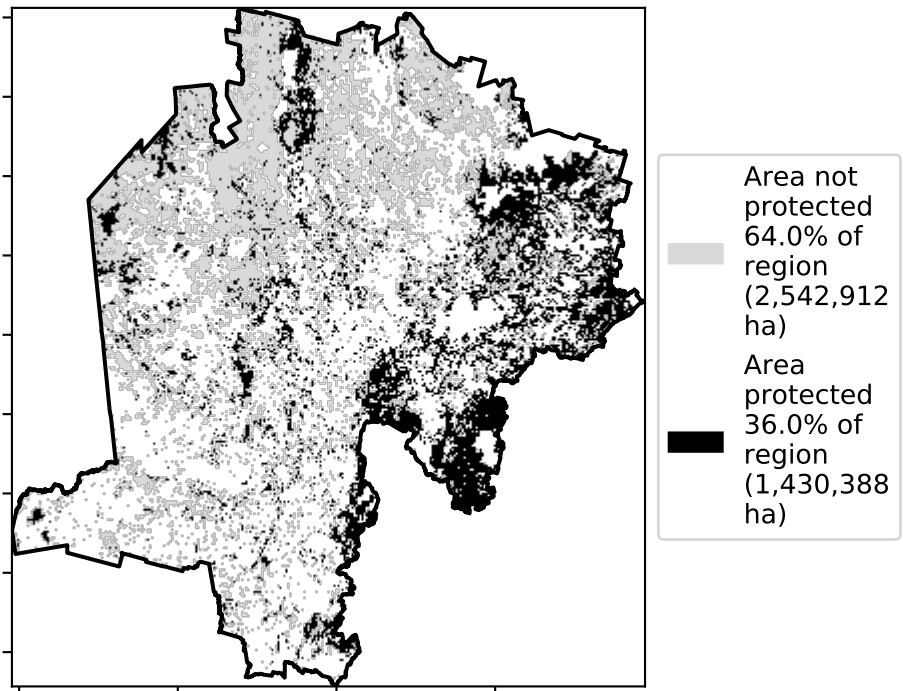 Area not
protected
64.0% of
region
(2,542,912
ha)
Area
protected
36.0% of
region
(1,430,388
ha)